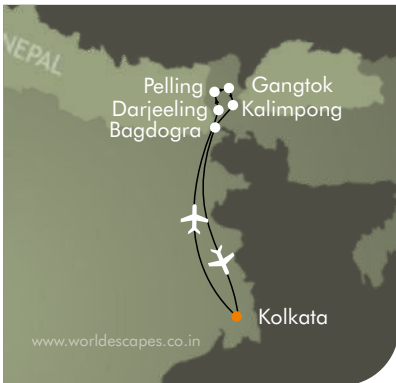 NEPAL
Pelling
Gangtok
Darjeeling
Kalimpong
Bagdogra
Kolkata
www.worldescapes.co.in